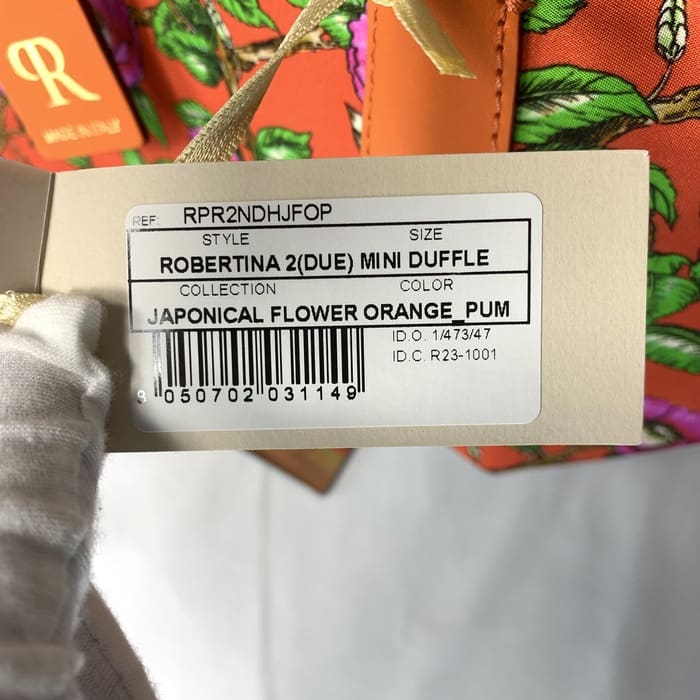 R
MADE IN ITALY
REF: RPR2NDHJFOP
STYLE SIZE
ROBERTINA 2(DUE) MINI DUFFLE
COLLECTION COLOR
JAPONICAL FLOWER ORANGE_PUM
ID.O. 1/473/47
ID.C. R23-1001
9 050702 031149